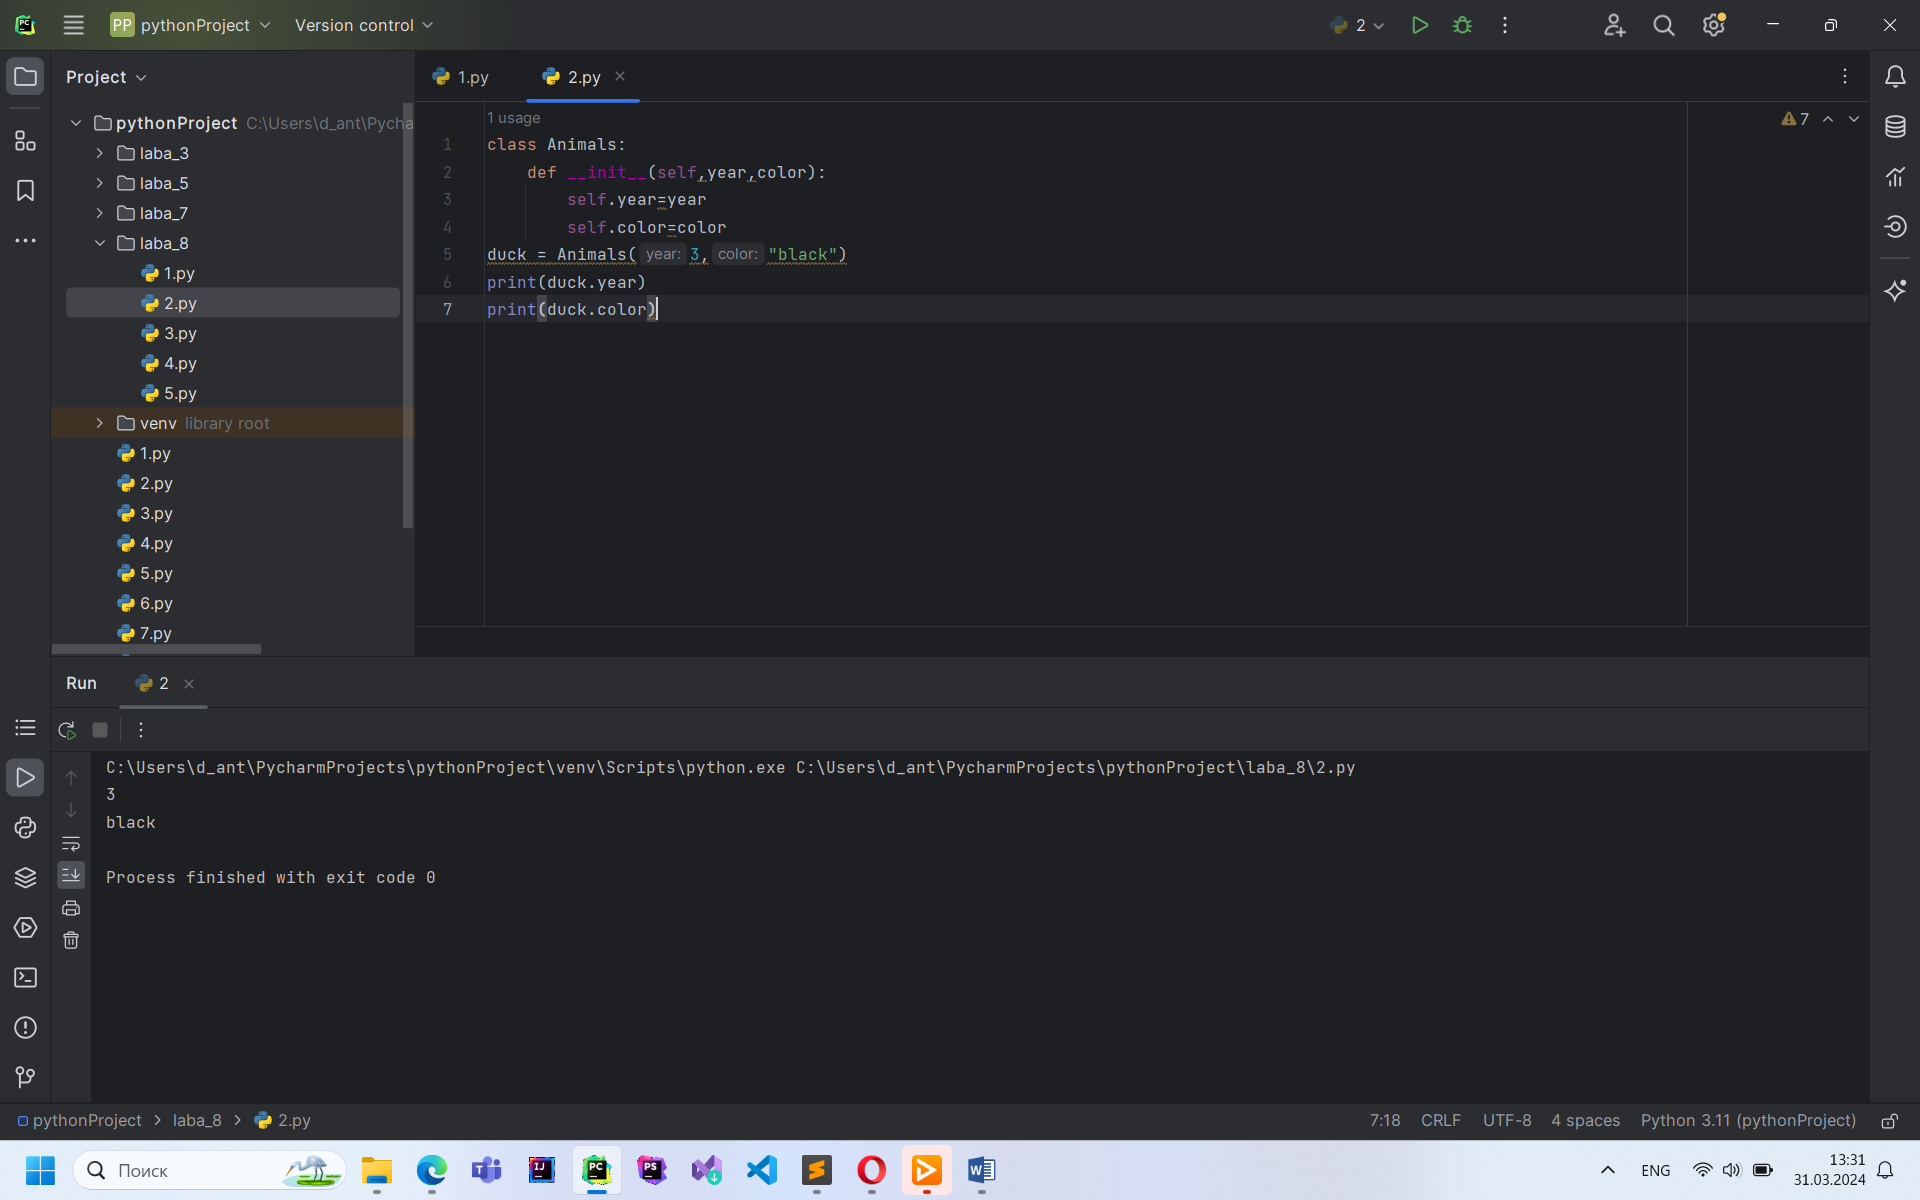 PP pythonProject Version control 2
Project
1.py 2.py
pythonProject C:\Users\d_ant\Pycha
laba_3
laba_5
laba_7
laba_8
1.py
2.py
3.py
4.py
5.py
venv library root
1.py
2.py
3.py
4.py
5.py
6.py
7.py
1 usage
7
1 class Animals:
2 def __init__(self,year,color):
3 self.year=year
4 self.color=color
5 duck = Animals( year: 3, color: "black")
6 print(duck.year)
7 print(duck.color)
Run 2
C:\Users\d_ant\PycharmProjects\pythonProject\venv\Scripts\python.exe C:\Users\d_ant\PycharmProjects\pythonProject\laba_8\2.py
3
black
Process finished with exit code 0
pythonProject > laba_8 > 2.py 7:18 CRLF UTF-8 4 spaces Python 3.11 (pythonProject)
Поиск
ENG
13:31
31.03.2024